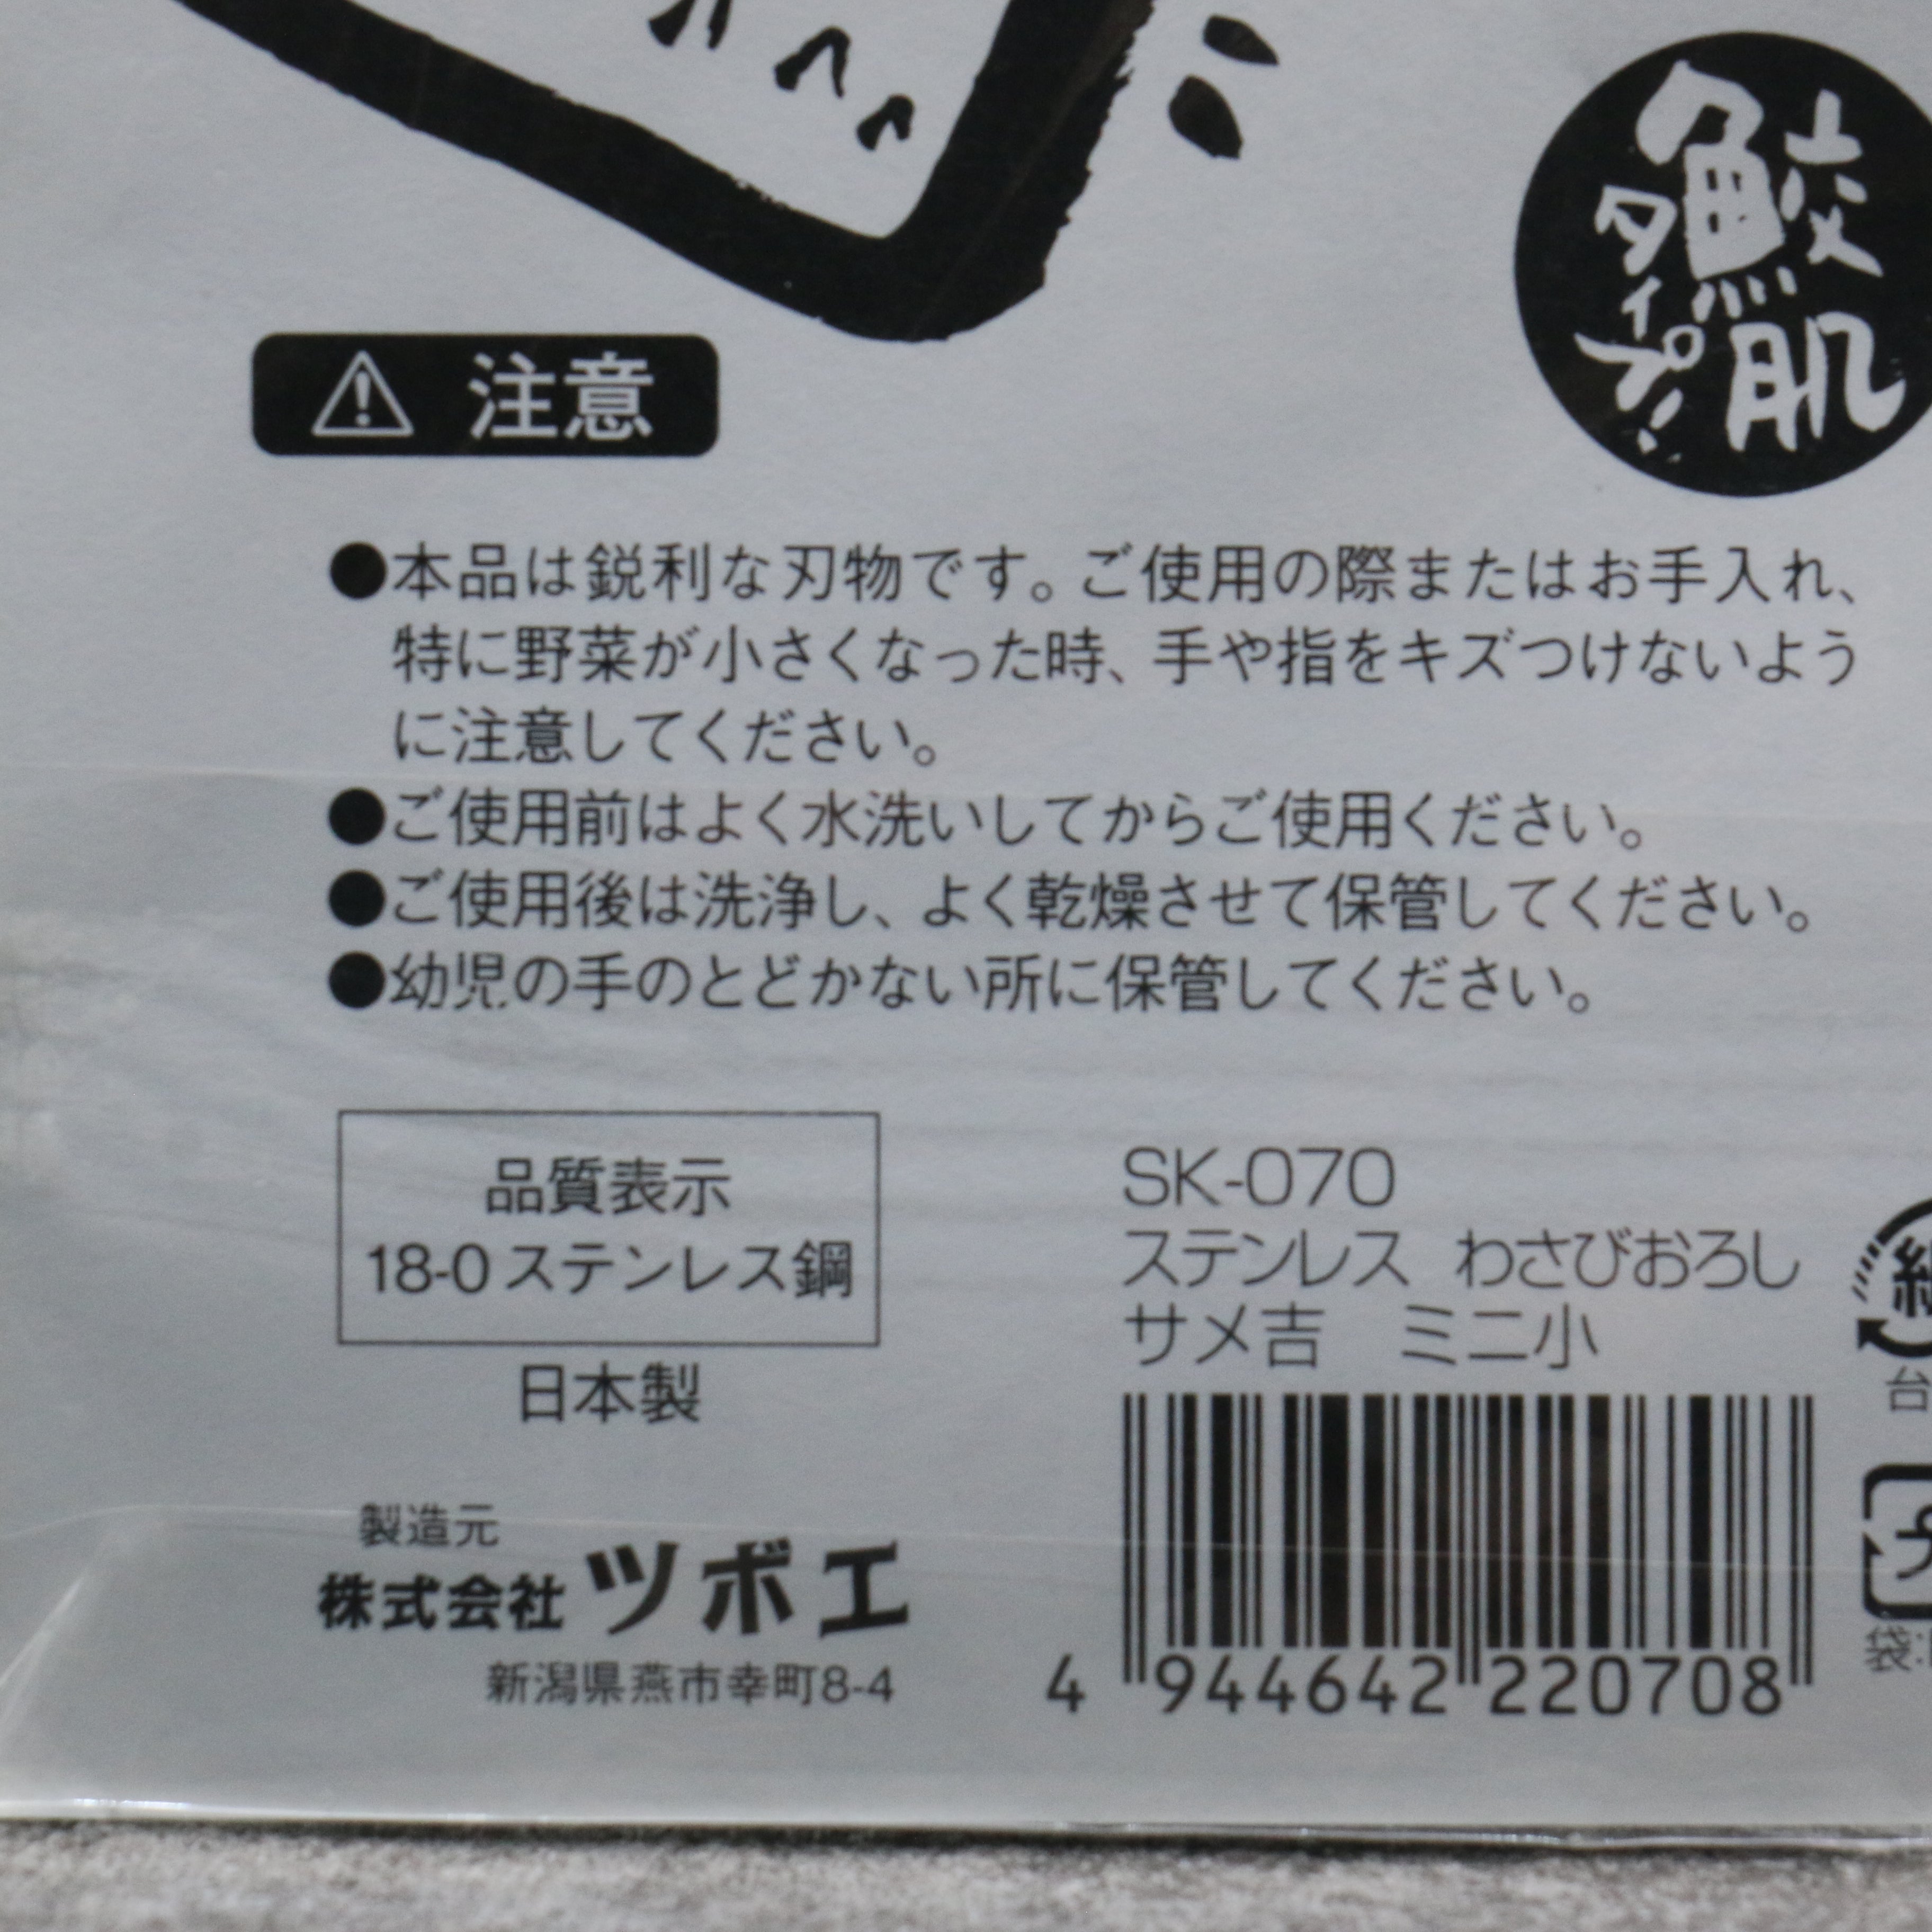 鮫肌
タイプ!
注意
●本品は鋭利な刃物です。ご使用の際またはお手入れ、
特に野菜が小さくなった時、手や指をキズつけないよう
に注意してください。
●ご使用前はよく水洗いしてからご使用ください。
●ご使用後は洗浄し、よく乾燥させて保管してください。
●幼児の手のとどかない所に保管してください。
品質表示
18-0ステンレス鋼
日本製
製造元
株式会社ツボエ
新潟県燕市幸町8-4
SK-070
ステンレス わさびおろし
サメ吉 ミニ小
4 944642 220708
台
袋: